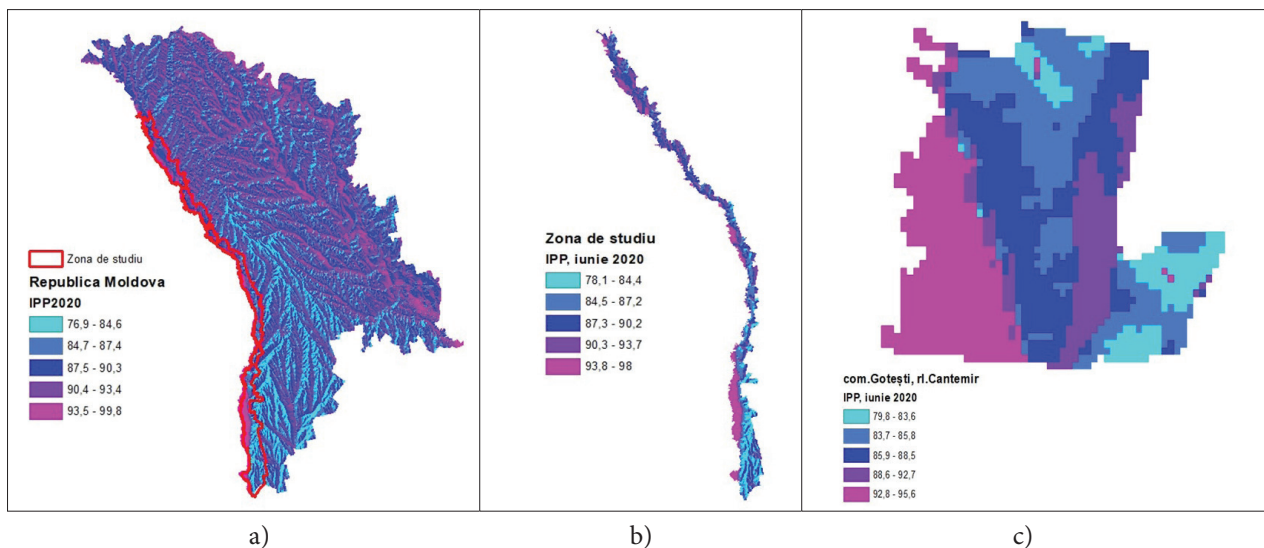 Zona de studiu
Republica Moldova
IPP2020
76,9 - 84,6
84,7 - 87,4
87,5 - 90,3
90,4 - 93,4
93,5 - 99,8
Zona de studiu
IPP, iunie 2020
78,1 - 84,4
84,5 - 87,2
87,3 - 90,2
90,3 - 93,7
93,8 - 98
com.Gotești, rl.Cantemir
IPP, iunie 2020
79,8 - 83,6
83,7 - 85,8
85,9 - 88,5
88,6 - 92,7
92,8 - 95,6
a)
b)
c)